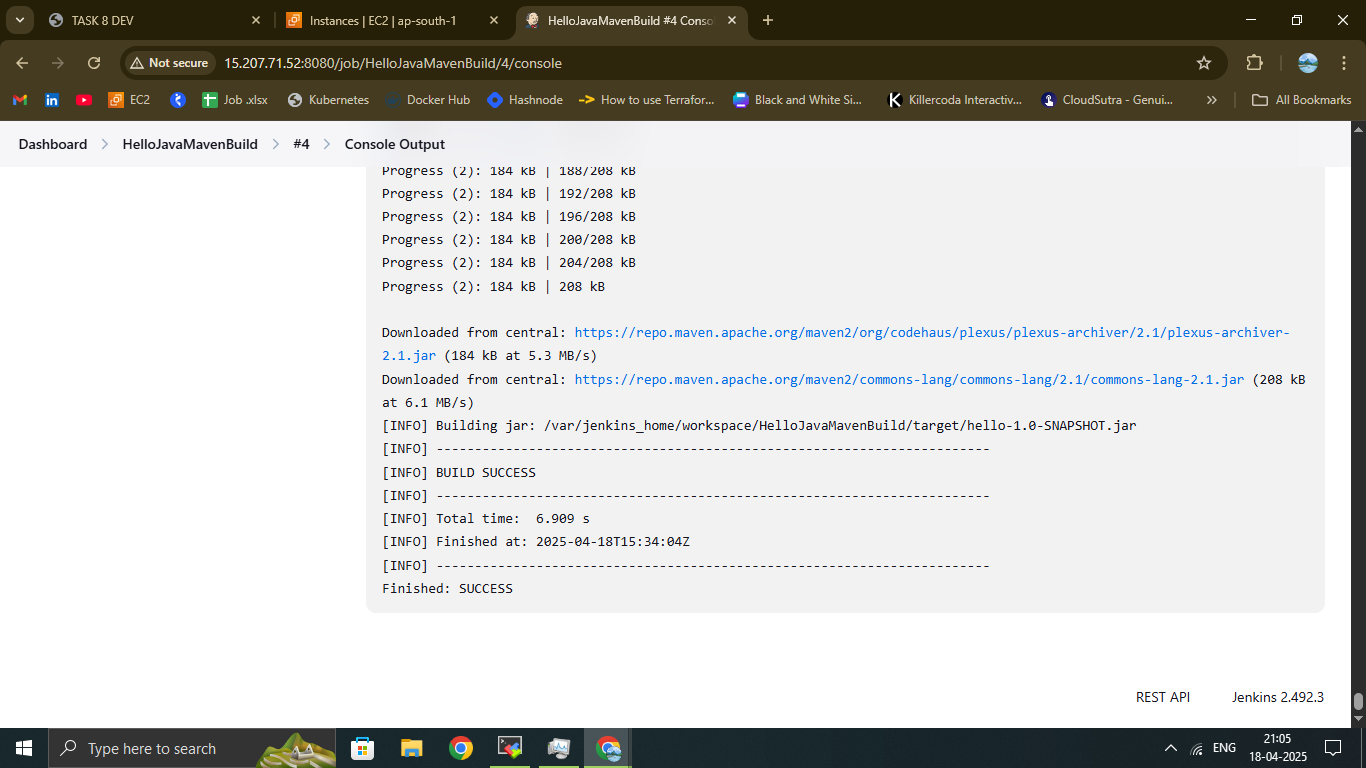 TASK 8 DEV
Instances | EC2 | ap-south-1
HelloJavaMavenBuild #4 Conso
Not secure
15.207.71.52:8080/job/HelloJavaMavenBuild/4/console
EC2
Job .xlsx
Kubernetes
Docker Hub
Hashnode
How to use Terrafor...
Black and White Si...
Killercoda Interactiv...
CloudSutra - Genui...
All Bookmarks
Dashboard
HelloJavaMavenBuild
#4
Console Output
Progress (2): 184 kB | 188/208 kB
Progress (2): 184 kB | 192/208 kB
Progress (2): 184 kB | 196/208 kB
Progress (2): 184 kB | 200/208 kB
Progress (2): 184 kB | 204/208 kB
Progress (2): 184 kB | 208 kB
Downloaded from central: https://repo.maven.apache.org/maven2/org/codehaus/plexus/plexus-archiver/2.1/plexus-archiver-
2.1.jar (184 kB at 5.3 MB/s)
Downloaded from central: https://repo.maven.apache.org/maven2/commons-lang/commons-lang/2.1/commons-lang-2.1.jar (208 kB
at 6.1 MB/s)
[INFO] Building jar: /var/jenkins_home/workspace/HelloJavaMavenBuild/target/hello-1.0-SNAPSHOT.jar
[INFO] ------------------------------------------------------------------------
[INFO] BUILD SUCCESS
[INFO] ------------------------------------------------------------------------
[INFO] Total time:  6.909 s
[INFO] Finished at: 2025-04-18T15:34:04Z
[INFO] ------------------------------------------------------------------------
Finished: SUCCESS
REST API
Jenkins 2.492.3
Type here to search
ENG
21:05
18-04-2025